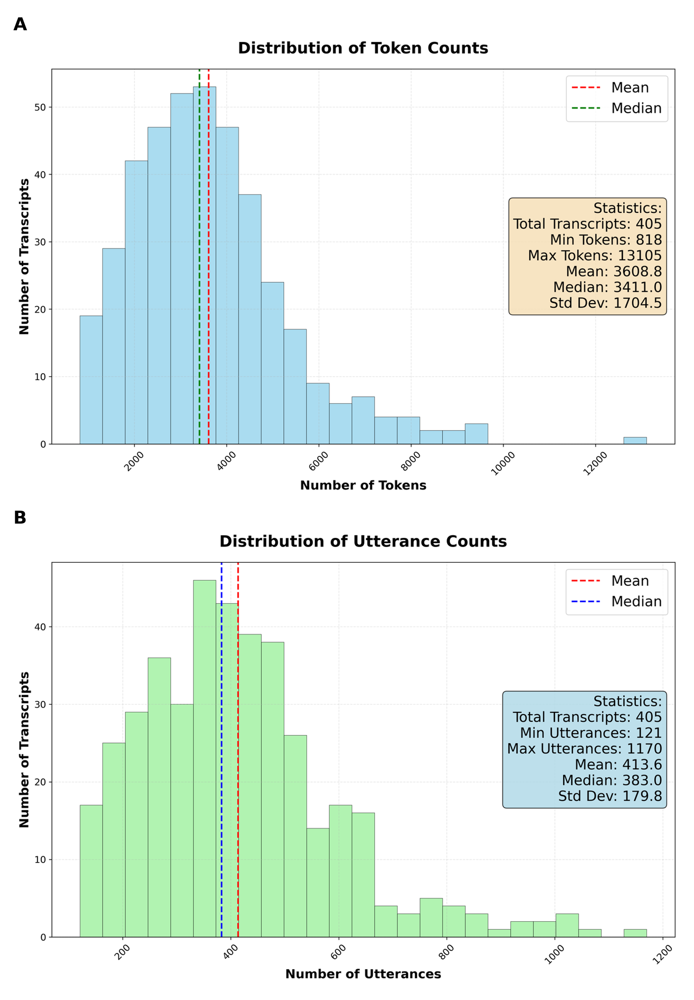 A
Distribution of Token Counts
Mean
Median
50
40
30
20
10
0
Number of Transcripts
Statistics:
Total Transcripts: 405
Min Tokens: 818
Max Tokens: 13105
Mean: 3608.8
Median: 3411.0
Std Dev: 1704.5
2000
4000
6000
8000
10000
12000
Number of Tokens
B
Distribution of Utterance Counts
Mean
Median
40
30
20
10
0
Number of Transcripts
Statistics:
Total Transcripts: 405
Min Utterances: 121
Max Utterances: 1170
Mean: 413.6
Median: 383.0
Std Dev: 179.8
200
400
600
800
1000
1200
Number of Utterances